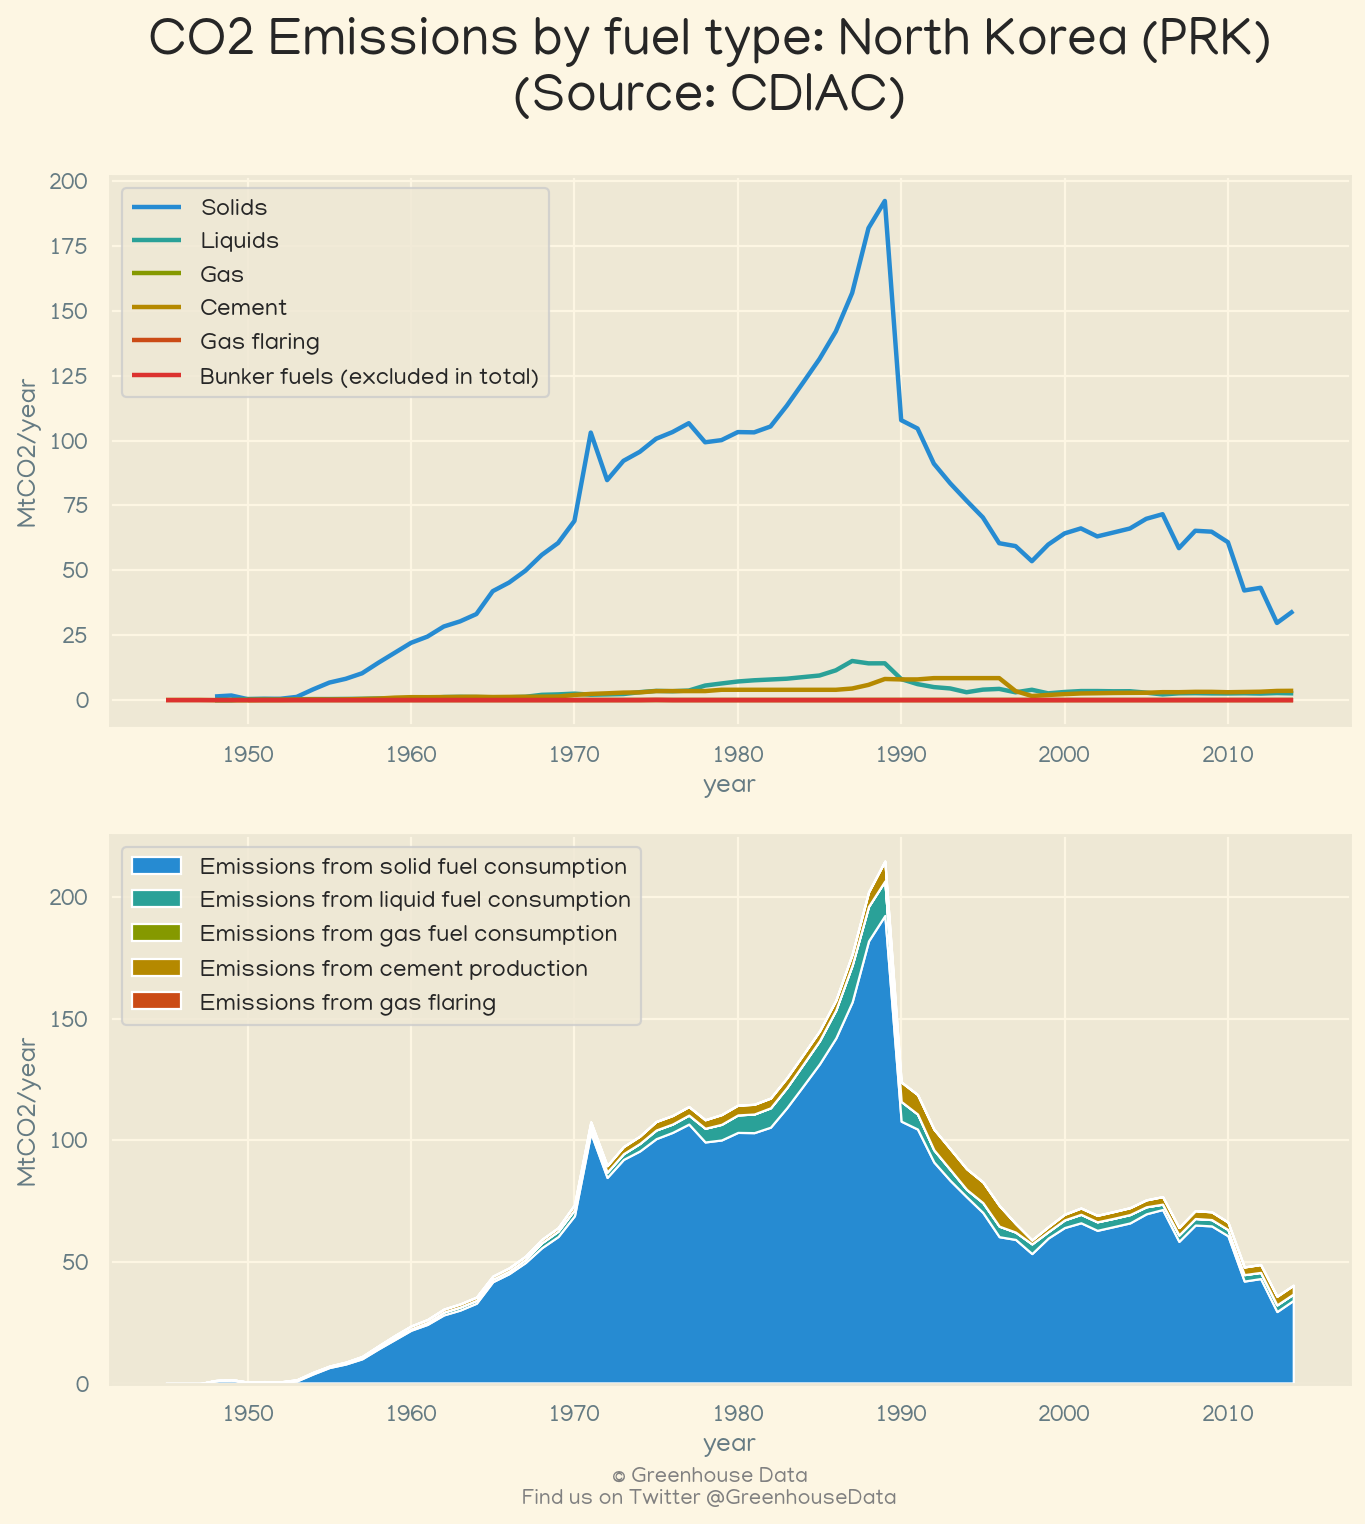 CO2 Emissions by fuel type: North Korea (PRK)
(Source: CDIAC)
MtCO2/year
200
175
150
125
100
75
50
25
0
Solids
Liquids
Gas
Cement
Gas flaring
Bunker fuels (excluded in total)
1950 1960 1970 1980 1990 2000 2010
year
MtCO2/year
200
150
100
50
0
Emissions from solid fuel consumption
Emissions from liquid fuel consumption
Emissions from gas fuel consumption
Emissions from cement production
Emissions from gas flaring
1950 1960 1970 1980 1990 2000 2010
year
© Greenhouse Data
Find us on Twitter @GreenhouseData